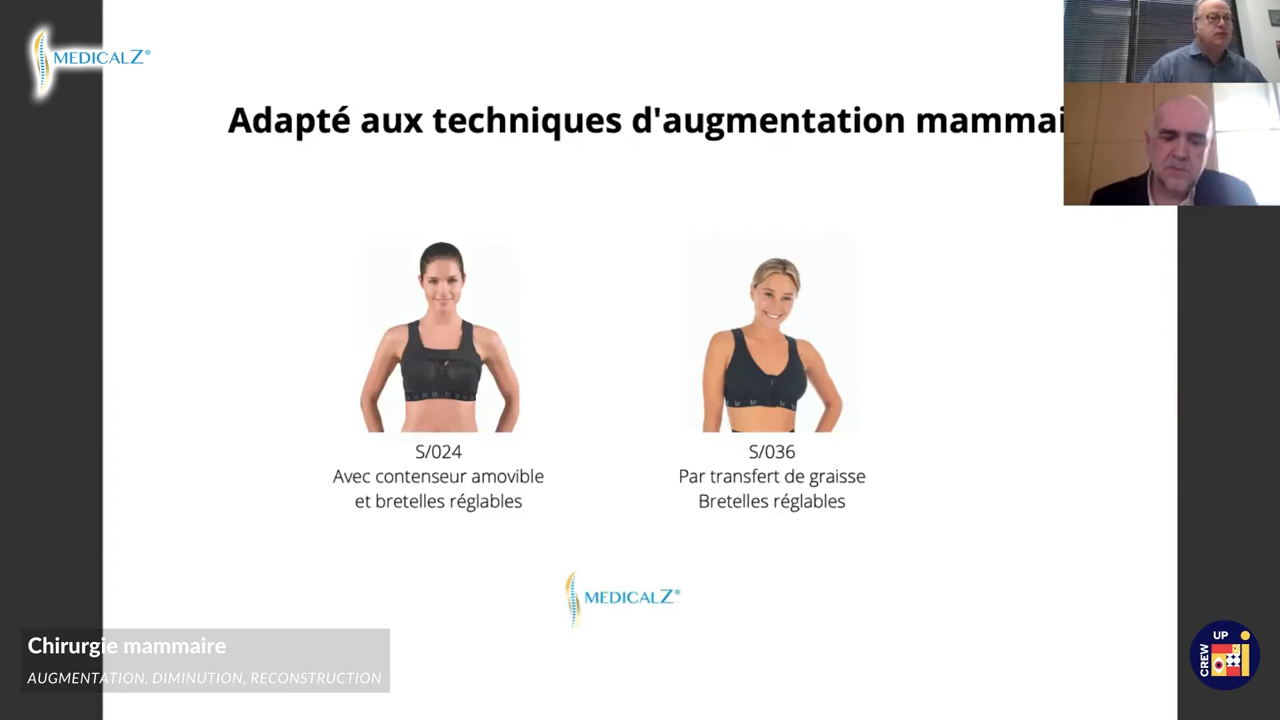 MEDICALZ®
Adapté aux techniques d'augmentation mammai
S/024
Avec contenseur amovible
et bretelles réglables
S/036
Par transfert de graisse
Bretelles réglables
MEDICALZ®
Chirurgie mammaire
AUGMENTATION, DIMINUTION, RECONSTRUCTION
CREW UP